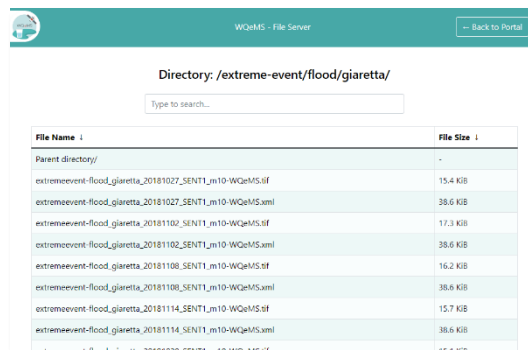 WQeMS - File Server
← Back to Portal
Directory: /extreme-event/flood/giaretta/
Type to search...
File Name ↓ File Size ↓
Parent directory/ -
extremeevent-flood_giaretta_20181027_SENT1_m10-WQeMS.tif 15.4 KiB
extremeevent-flood_giaretta_20181027_SENT1_m10-WQeMS.xml 38.6 KiB
extremeevent-flood_giaretta_20181102_SENT1_m10-WQeMS.tif 17.3 KiB
extremeevent-flood_giaretta_20181102_SENT1_m10-WQeMS.xml 38.6 KiB
extremeevent-flood_giaretta_20181108_SENT1_m10-WQeMS.tif 16.2 KiB
extremeevent-flood_giaretta_20181108_SENT1_m10-WQeMS.xml 38.6 KiB
extremeevent-flood_giaretta_20181114_SENT1_m10-WQeMS.tif 15.7 KiB
extremeevent-flood_giaretta_20181114_SENT1_m10-WQeMS.xml 38.6 KiB